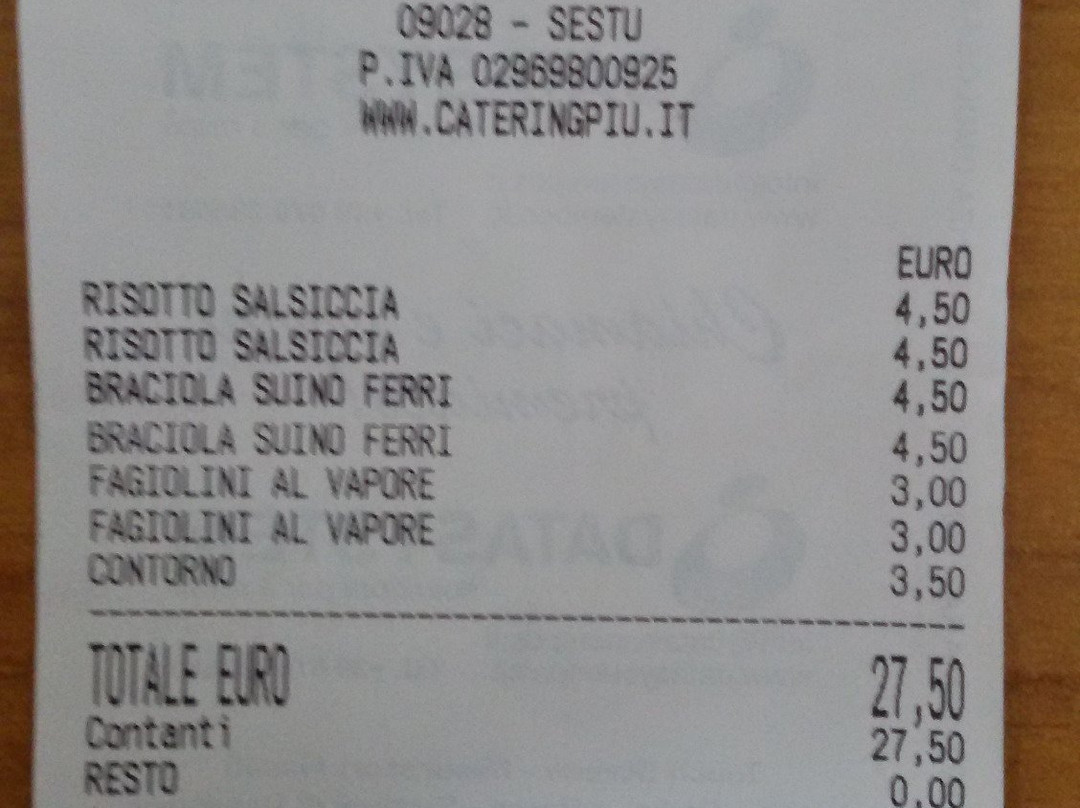 09028 - SESTU
P.IVA 02969800925
WWW.CATERINGPIU.IT
EURO
RISOTTO SALSICCIA 4,50
RISOTTO SALSICCIA 4,50
BRACIOLA SUINO FERRI 4,50
BRACIOLA SUINO FERRI 4,50
FAGIOLINI AL VAPORE 3,00
FAGIOLINI AL VAPORE 3,00
CONTORNO 3,50
TOTALE EURO 27,50
Contanti 27,50
RESTO 0,00